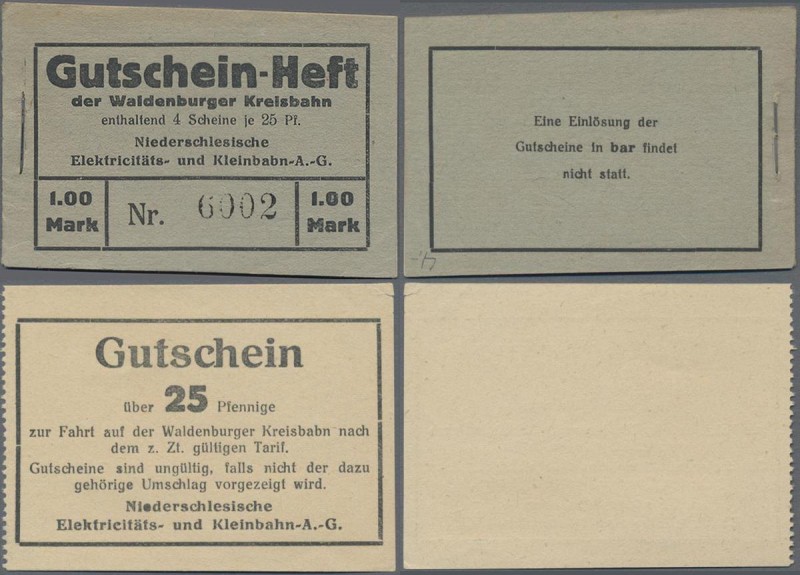 Gutschein-Heft
der Waldenburger Kreisbahn
enthaltend 4 Scheine je 25 Pf.
Niederschlesische
Elektricitäts- und Kleinbahn-A.-G.
1.00 Mark
Nr. 6002
1.00 Mark
Eine Einlösung der
Gutscheine in bar findet
nicht statt.
Gutschein
über 25 Pfennige
zur Fahrt auf der Waldenburger Kreisbahn nach
dem z. Zt. gültigen Tarif.
Gutscheine sind ungültig, falls nicht der dazu
gehörige Umschlag vorgezeigt wird.
Niederschlesische
Elektricitäts- und Kleinbahn-A.-G.